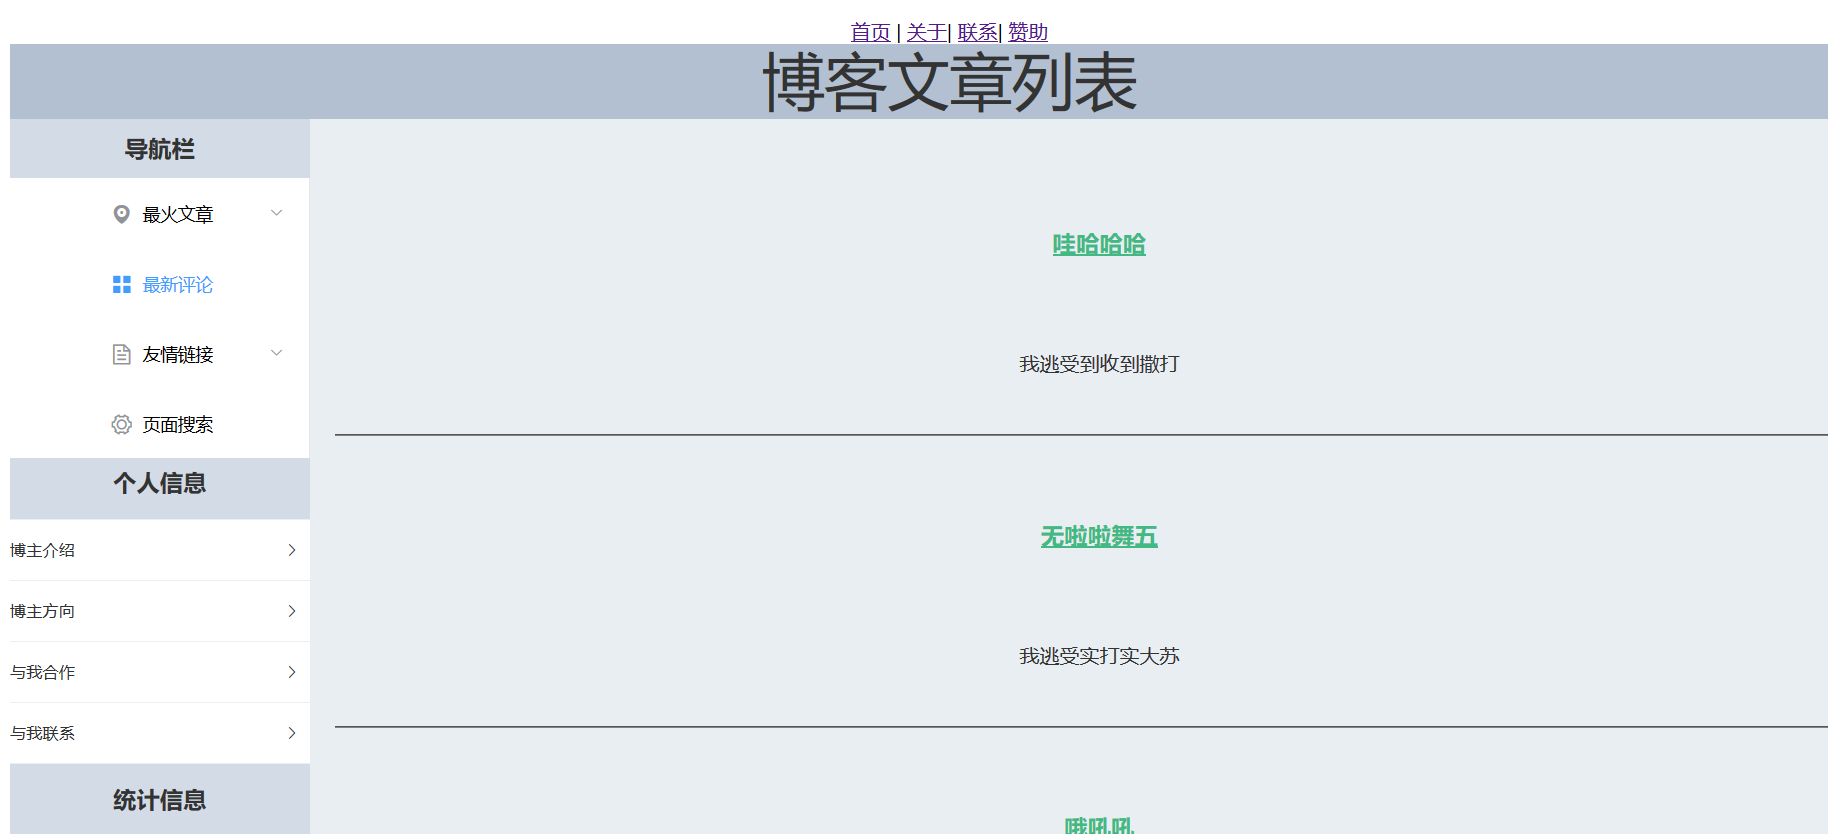 首页 | 关于| 联系| 赞助
博客文章列表
导航栏
最火文章
最新评论
友情链接
页面搜索
个人信息
博主介绍
博主方向
与我合作
与我联系
统计信息
哇哈哈哈
我逃受到收到撒打
无啦啦舞五
我逃受实打实大苏
哦吼吼